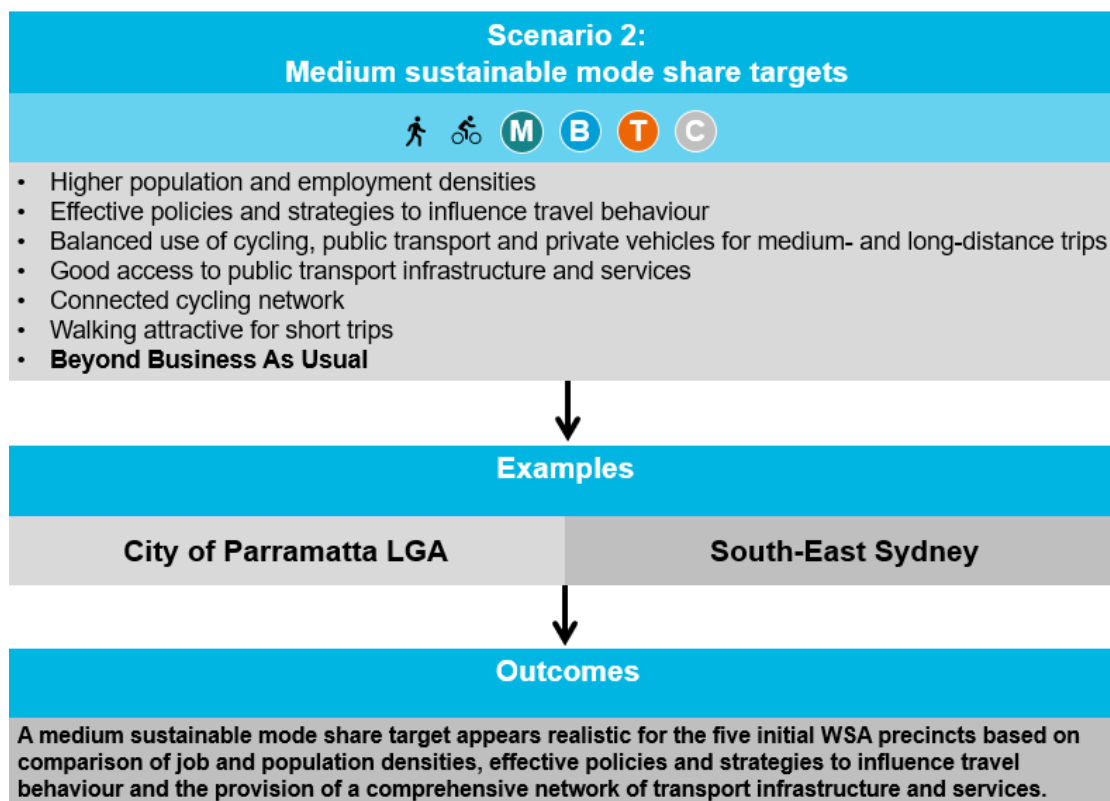 Scenario 2:
Medium sustainable mode share targets
M B T C
• Higher population and employment densities
• Effective policies and strategies to influence travel behaviour
• Balanced use of cycling, public transport and private vehicles for medium- and long-distance trips
• Good access to public transport infrastructure and services
• Connected cycling network
• Walking attractive for short trips
• Beyond Business As Usual
Examples
City of Parramatta LGA
South-East Sydney
Outcomes
A medium sustainable mode share target appears realistic for the five initial WSA precincts based on
comparison of job and population densities, effective policies and strategies to influence travel
behaviour and the provision of a comprehensive network of transport infrastructure and services.